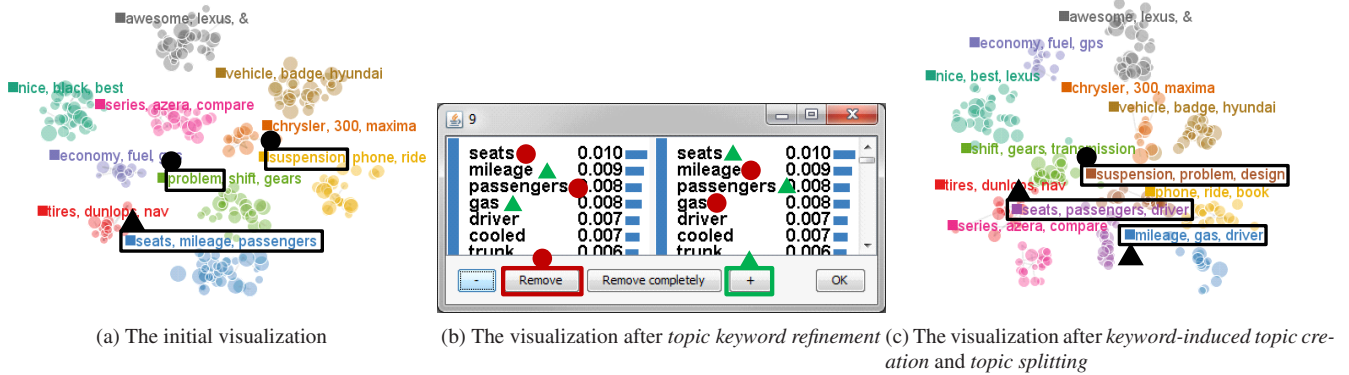 awesome, lexus, &
vehicle, badge, hyundai
nice, black, best
series, azera, compare
chrysler, 300, maxima
economy, fuel, gps
suspension, phone, ride
problem, shift, gears
tires, dunlops, nav
seats, mileage, passengers
(a) The initial visualization
9
seats 0.010 seats 0.010
mileage 0.009 mileage 0.009
passengers 0.008 passengers 0.008
gas 0.008 gas 0.008
driver 0.007 driver 0.007
cooled 0.007 cooled 0.007
trunk 0.006 trunk 0.006
- Remove Remove completely + OK
(b) The visualization after topic keyword refinement
awesome, lexus, &
economy, fuel, gps
nice, best, lexus
chrysler, 300, maxima
vehicle, badge, hyundai
shift, gears, transmission
suspension, problem, design
tires, dunlops, nav
phone, ride, book
seats, passengers, driver
series, azera, compare
mileage, gas, driver
(c) The visualization after keyword-induced topic cre-
ation and topic splitting